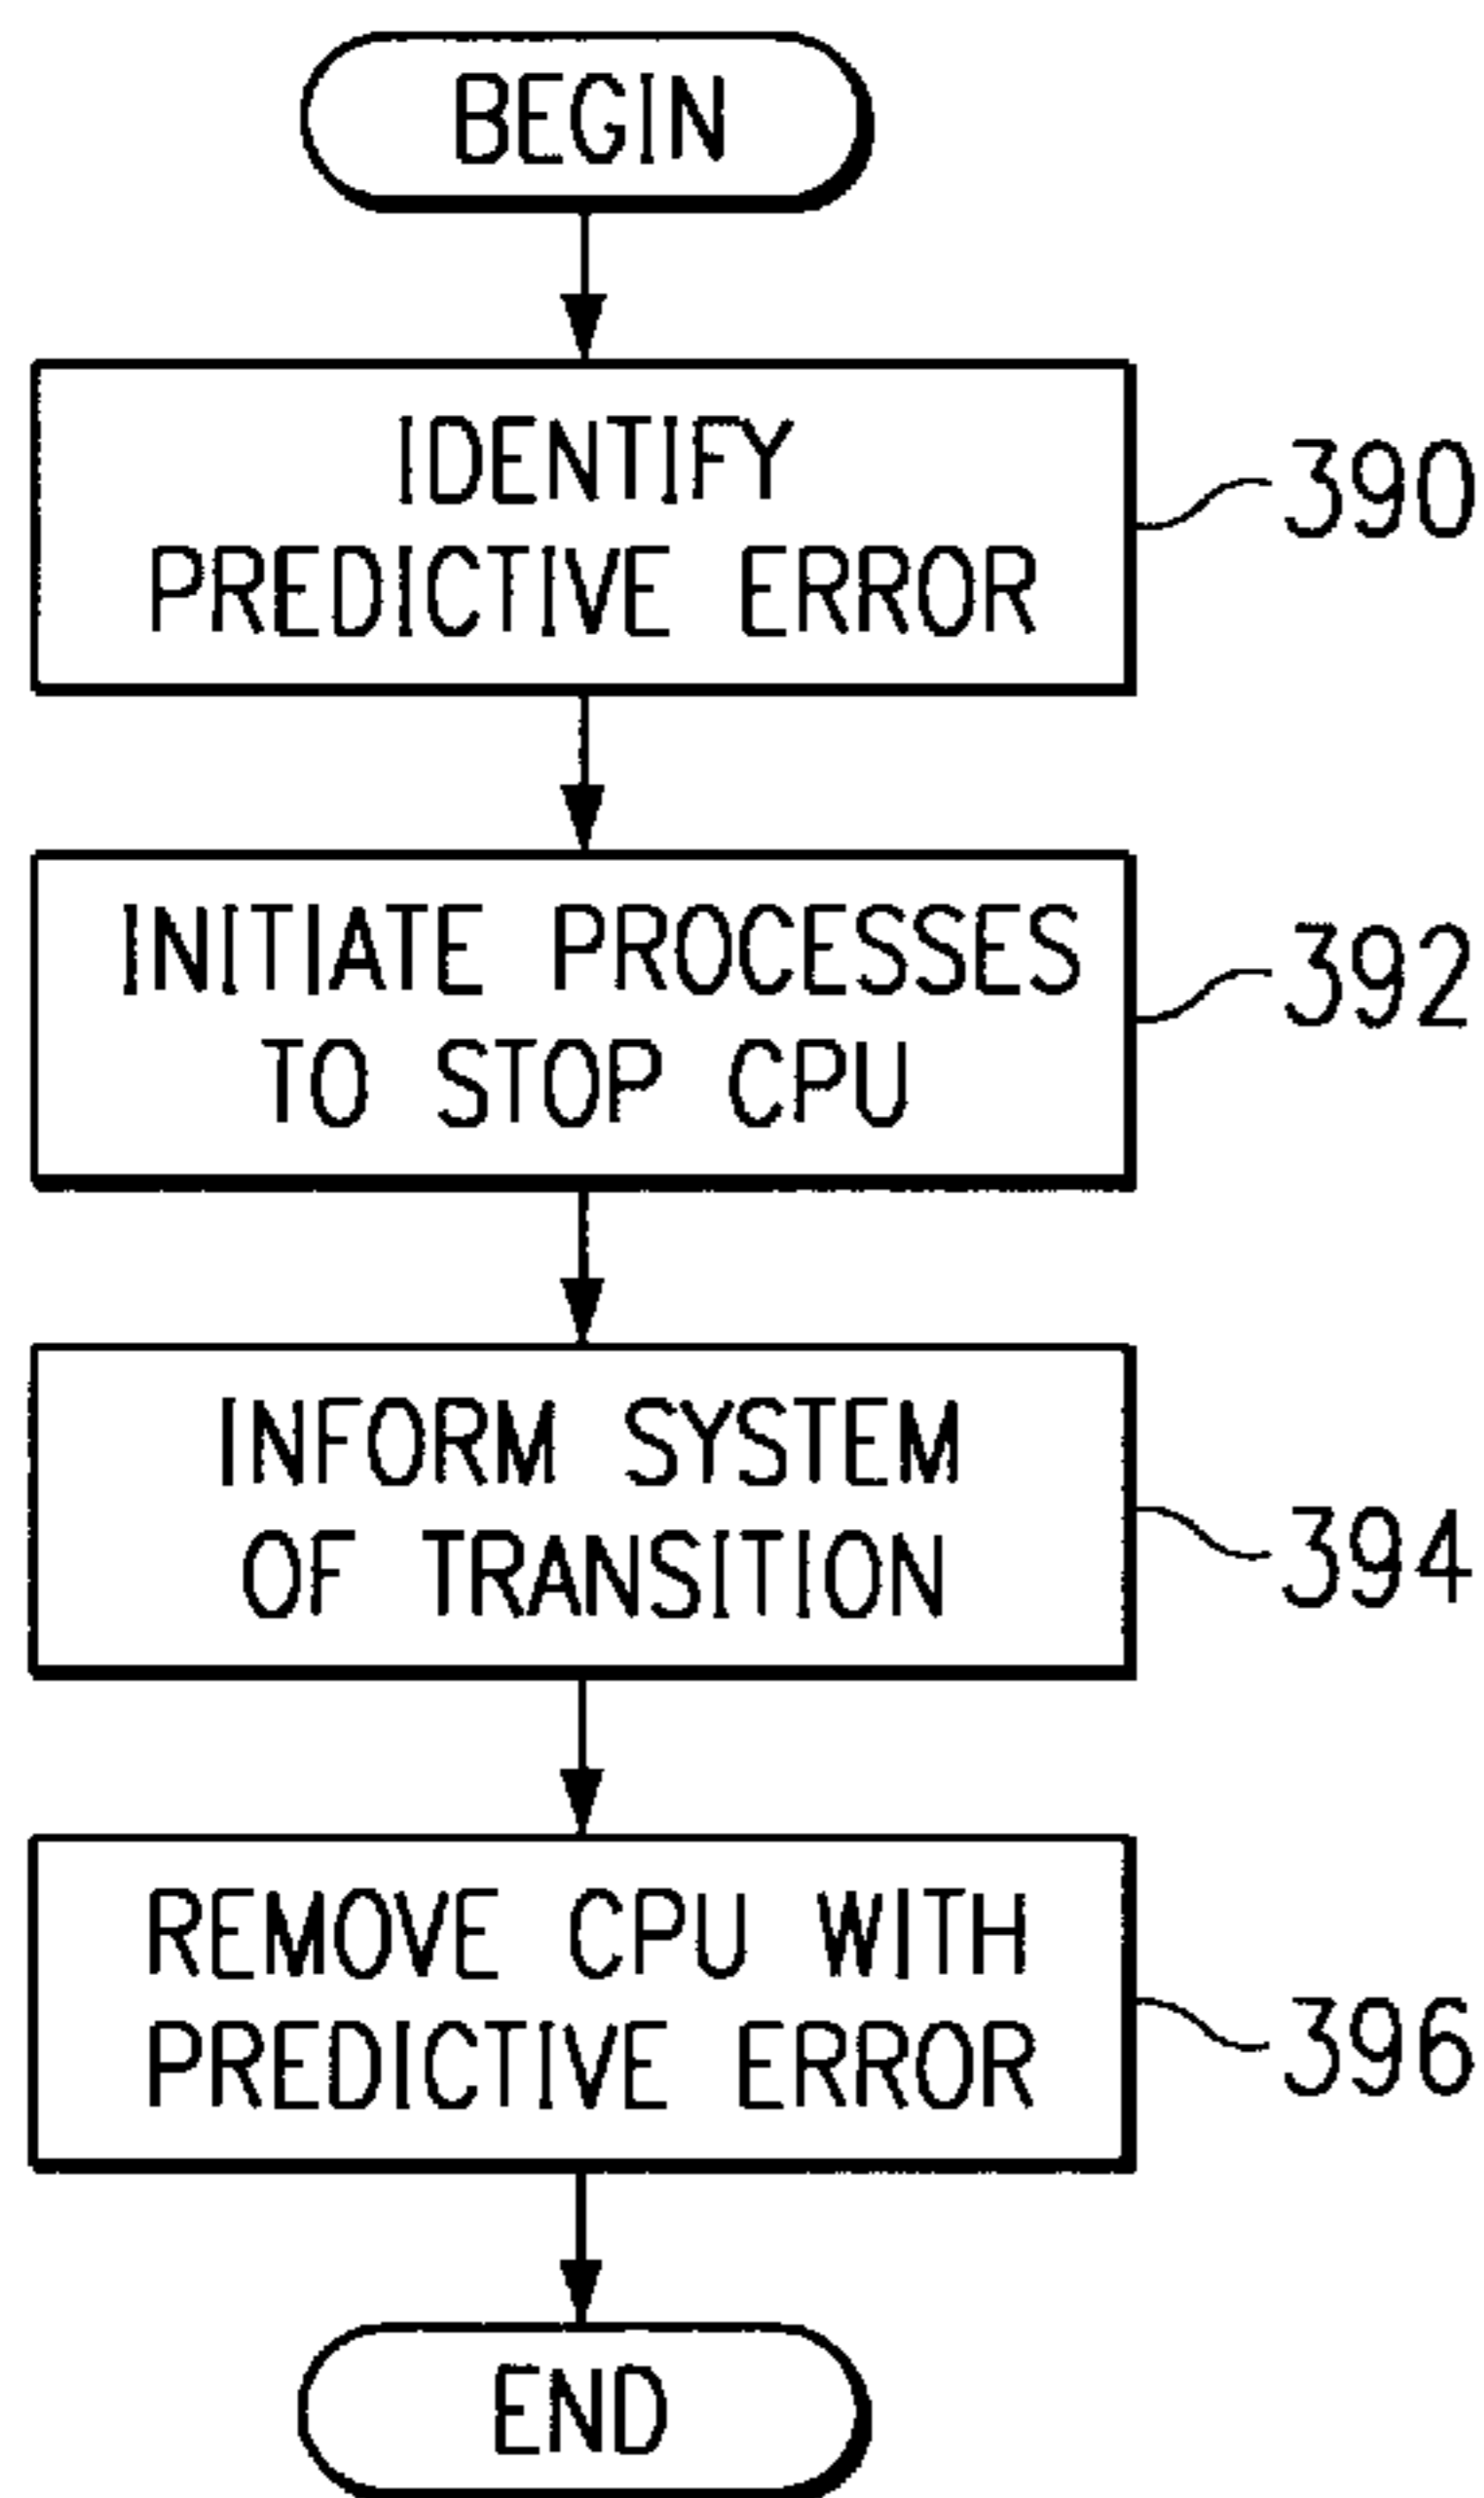 BEGIN
IDENTIFY
PREDICTIVE ERROR
390
INITIATE PROCESSES
TO STOP CPU
392
INFORM SYSTEM
OF TRANSITION
394
REMOVE CPU WITH
PREDICTIVE ERROR
396
END